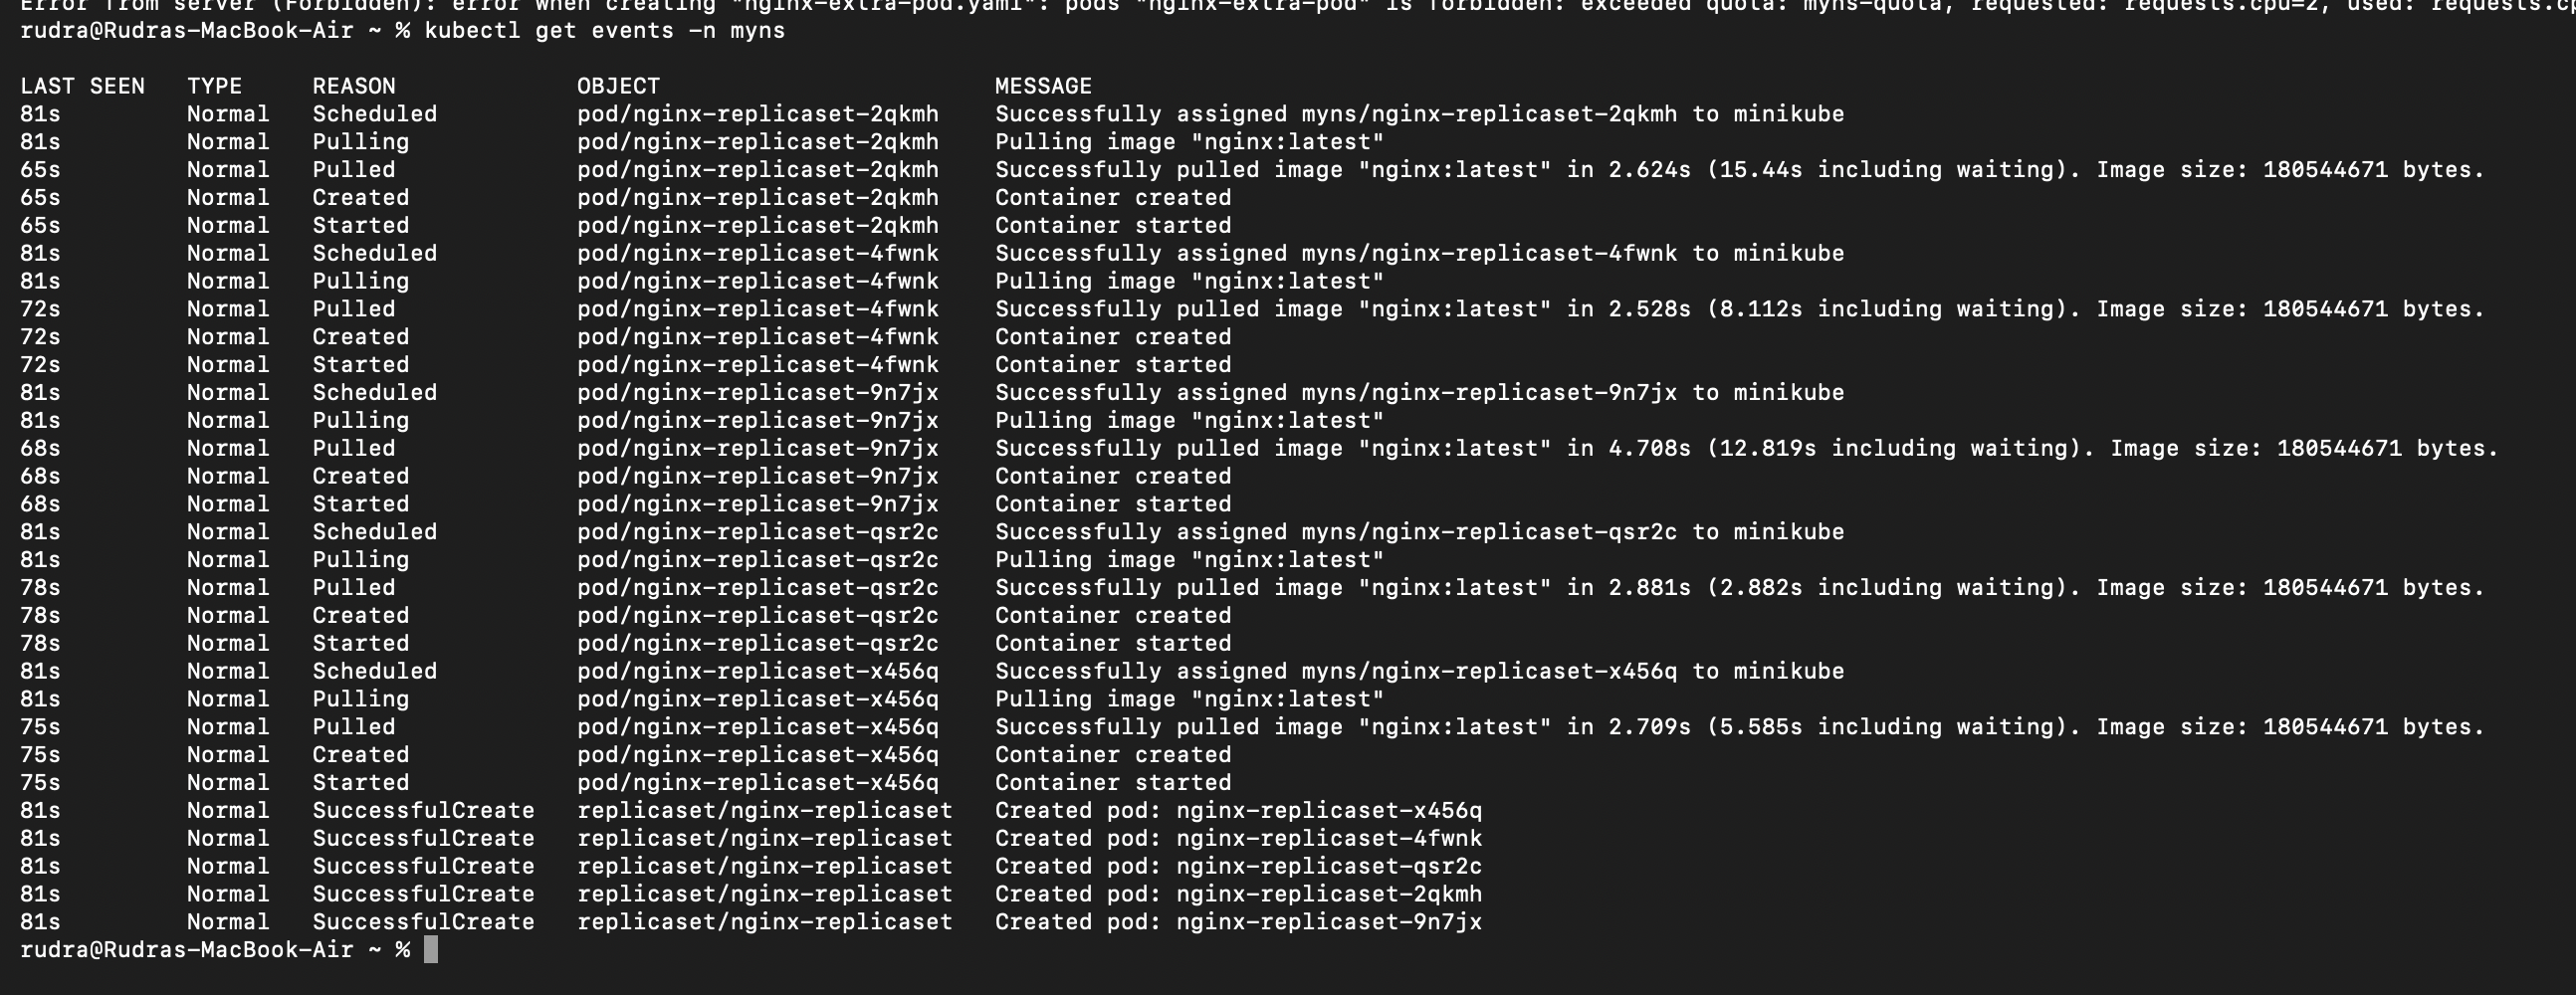 Error from server (Forbidden): error when creating "nginx-extra-pod.yaml": pods "nginx-extra-pod" is forbidden: exceeded quota: myns-quota, requested: requests.cpu=2, used: requests.cp
rudra@Rudras-MacBook-Air ~ % kubectl get events -n myns
LAST SEEN   TYPE     REASON             OBJECT                        MESSAGE
81s         Normal   Scheduled          pod/nginx-replicaset-2qkmh    Successfully assigned myns/nginx-replicaset-2qkmh to minikube
81s         Normal   Pulling            pod/nginx-replicaset-2qkmh    Pulling image "nginx:latest"
65s         Normal   Pulled             pod/nginx-replicaset-2qkmh    Successfully pulled image "nginx:latest" in 2.624s (15.44s including waiting). Image size: 180544671 bytes.
65s         Normal   Created            pod/nginx-replicaset-2qkmh    Container created
65s         Normal   Started            pod/nginx-replicaset-2qkmh    Container started
81s         Normal   Scheduled          pod/nginx-replicaset-4fwnk    Successfully assigned myns/nginx-replicaset-4fwnk to minikube
81s         Normal   Pulling            pod/nginx-replicaset-4fwnk    Pulling image "nginx:latest"
72s         Normal   Pulled             pod/nginx-replicaset-4fwnk    Successfully pulled image "nginx:latest" in 2.528s (8.112s including waiting). Image size: 180544671 bytes.
72s         Normal   Created            pod/nginx-replicaset-4fwnk    Container created
72s         Normal   Started            pod/nginx-replicaset-4fwnk    Container started
81s         Normal   Scheduled          pod/nginx-replicaset-9n7jx    Successfully assigned myns/nginx-replicaset-9n7jx to minikube
81s         Normal   Pulling            pod/nginx-replicaset-9n7jx    Pulling image "nginx:latest"
68s         Normal   Pulled             pod/nginx-replicaset-9n7jx    Successfully pulled image "nginx:latest" in 4.708s (12.819s including waiting). Image size: 180544671 bytes.
68s         Normal   Created            pod/nginx-replicaset-9n7jx    Container created
68s         Normal   Started            pod/nginx-replicaset-9n7jx    Container started
81s         Normal   Scheduled          pod/nginx-replicaset-qsr2c    Successfully assigned myns/nginx-replicaset-qsr2c to minikube
81s         Normal   Pulling            pod/nginx-replicaset-qsr2c    Pulling image "nginx:latest"
78s         Normal   Pulled             pod/nginx-replicaset-qsr2c    Successfully pulled image "nginx:latest" in 2.881s (2.882s including waiting). Image size: 180544671 bytes.
78s         Normal   Created            pod/nginx-replicaset-qsr2c    Container created
78s         Normal   Started            pod/nginx-replicaset-qsr2c    Container started
81s         Normal   Scheduled          pod/nginx-replicaset-x456q    Successfully assigned myns/nginx-replicaset-x456q to minikube
81s         Normal   Pulling            pod/nginx-replicaset-x456q    Pulling image "nginx:latest"
75s         Normal   Pulled             pod/nginx-replicaset-x456q    Successfully pulled image "nginx:latest" in 2.709s (5.585s including waiting). Image size: 180544671 bytes.
75s         Normal   Created            pod/nginx-replicaset-x456q    Container created
75s         Normal   Started            pod/nginx-replicaset-x456q    Container started
81s         Normal   SuccessfulCreate   replicaset/nginx-replicaset   Created pod: nginx-replicaset-x456q
81s         Normal   SuccessfulCreate   replicaset/nginx-replicaset   Created pod: nginx-replicaset-4fwnk
81s         Normal   SuccessfulCreate   replicaset/nginx-replicaset   Created pod: nginx-replicaset-qsr2c
81s         Normal   SuccessfulCreate   replicaset/nginx-replicaset   Created pod: nginx-replicaset-2qkmh
81s         Normal   SuccessfulCreate   replicaset/nginx-replicaset   Created pod: nginx-replicaset-9n7jx
rudra@Rudras-MacBook-Air ~ %